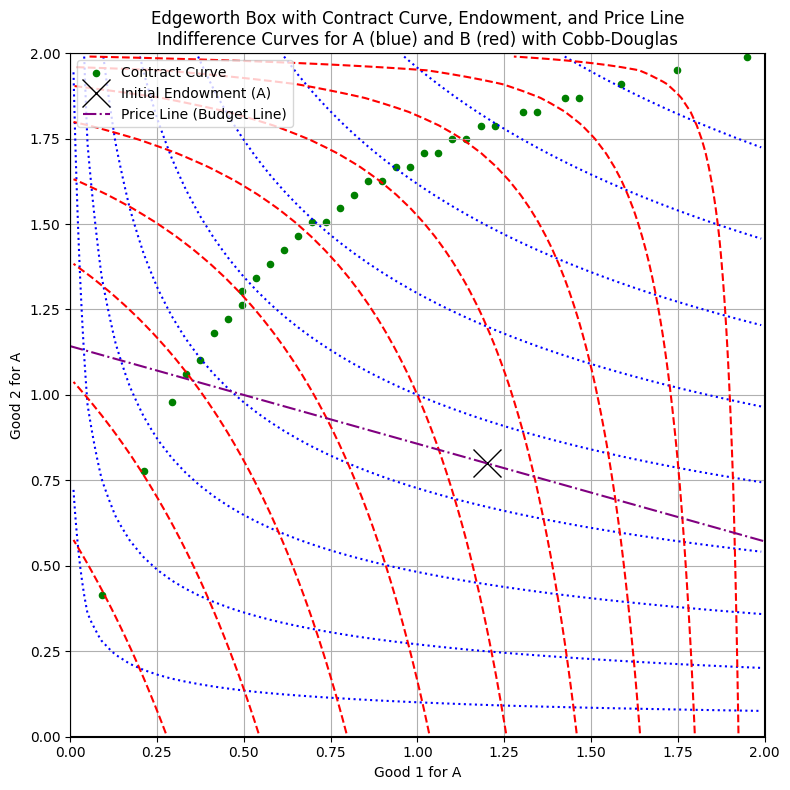 Edgeworth Box with Contract Curve, Endowment, and Price Line
Indifference Curves for A (blue) and B (red) with Cobb-Douglas
Contract Curve
Initial Endowment (A)
Price Line (Budget Line)
Good 2 for A
2.00
1.75
1.50
1.25
1.00
0.75
0.50
0.25
0.00
0.00 0.25 0.50 0.75 1.00 1.25 1.50 1.75 2.00
Good 1 for A